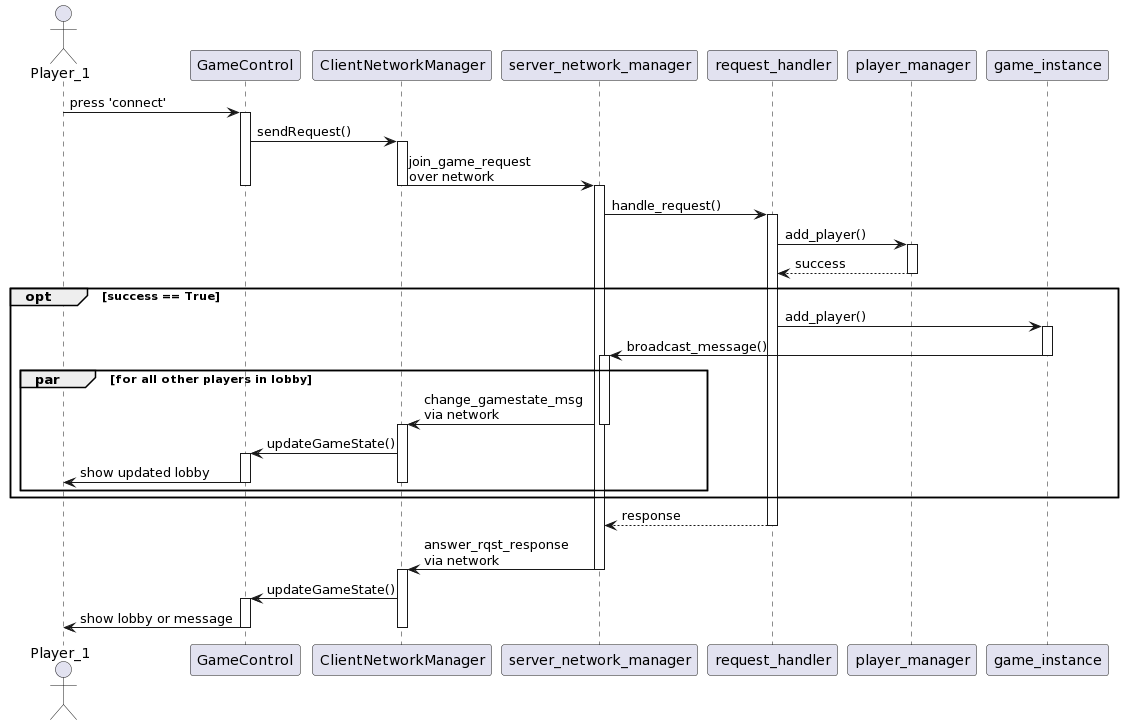 Player_1
GameControl
ClientNetworkManager
server_network_manager
request_handler
player_manager
game_instance
press 'connect'
sendRequest()
join_game_request
over network
handle_request()
add_player()
success
opt
[success == True]
add_player()
broadcast_message()
par
[for all other players in lobby]
change_gamestate_msg
via network
updateGameState()
show updated lobby
response
answer_rqst_response
via network
updateGameState()
show lobby or message
Player_1
GameControl
ClientNetworkManager
server_network_manager
request_handler
player_manager
game_instance